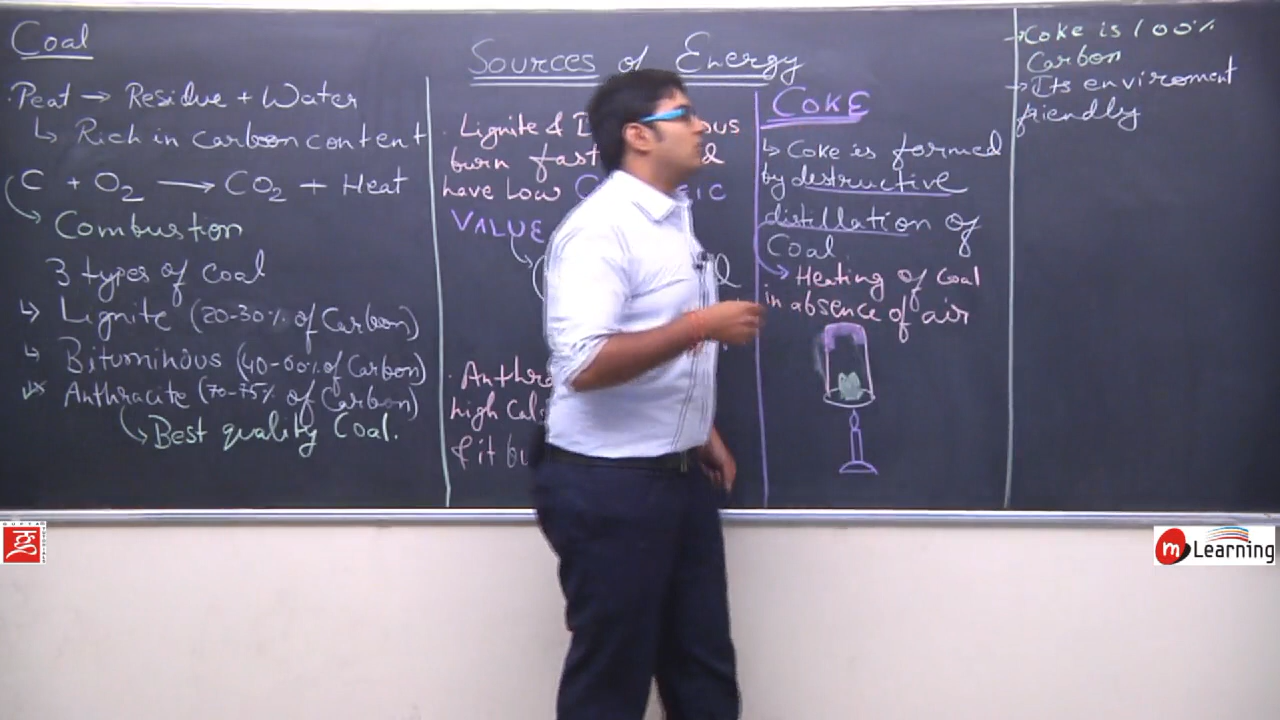 Coal
· Peat → Residue + Water
↳ Rich in carbon content
C + O2 → CO2 + Heat
Combustion
3 types of coal
↳ Lignite (20-30% of Carbon)
↳ Bituminous (40-60% of Carbon)
Anthracite (70-75% of Carbon)
Best quality Coal.
Sources of Energy
· Lignite &
burn fast
have low
VALUE
· Anthra
high Cal
& it bu
COKE
↳ Coke is formed
by destructive
distillation of
Coal
→ Heating of Coal
in absence of air
→ Coke is 100%
Carbon
→ Its enviroment
friendly
GUPTA TUTORIALS
m Learning